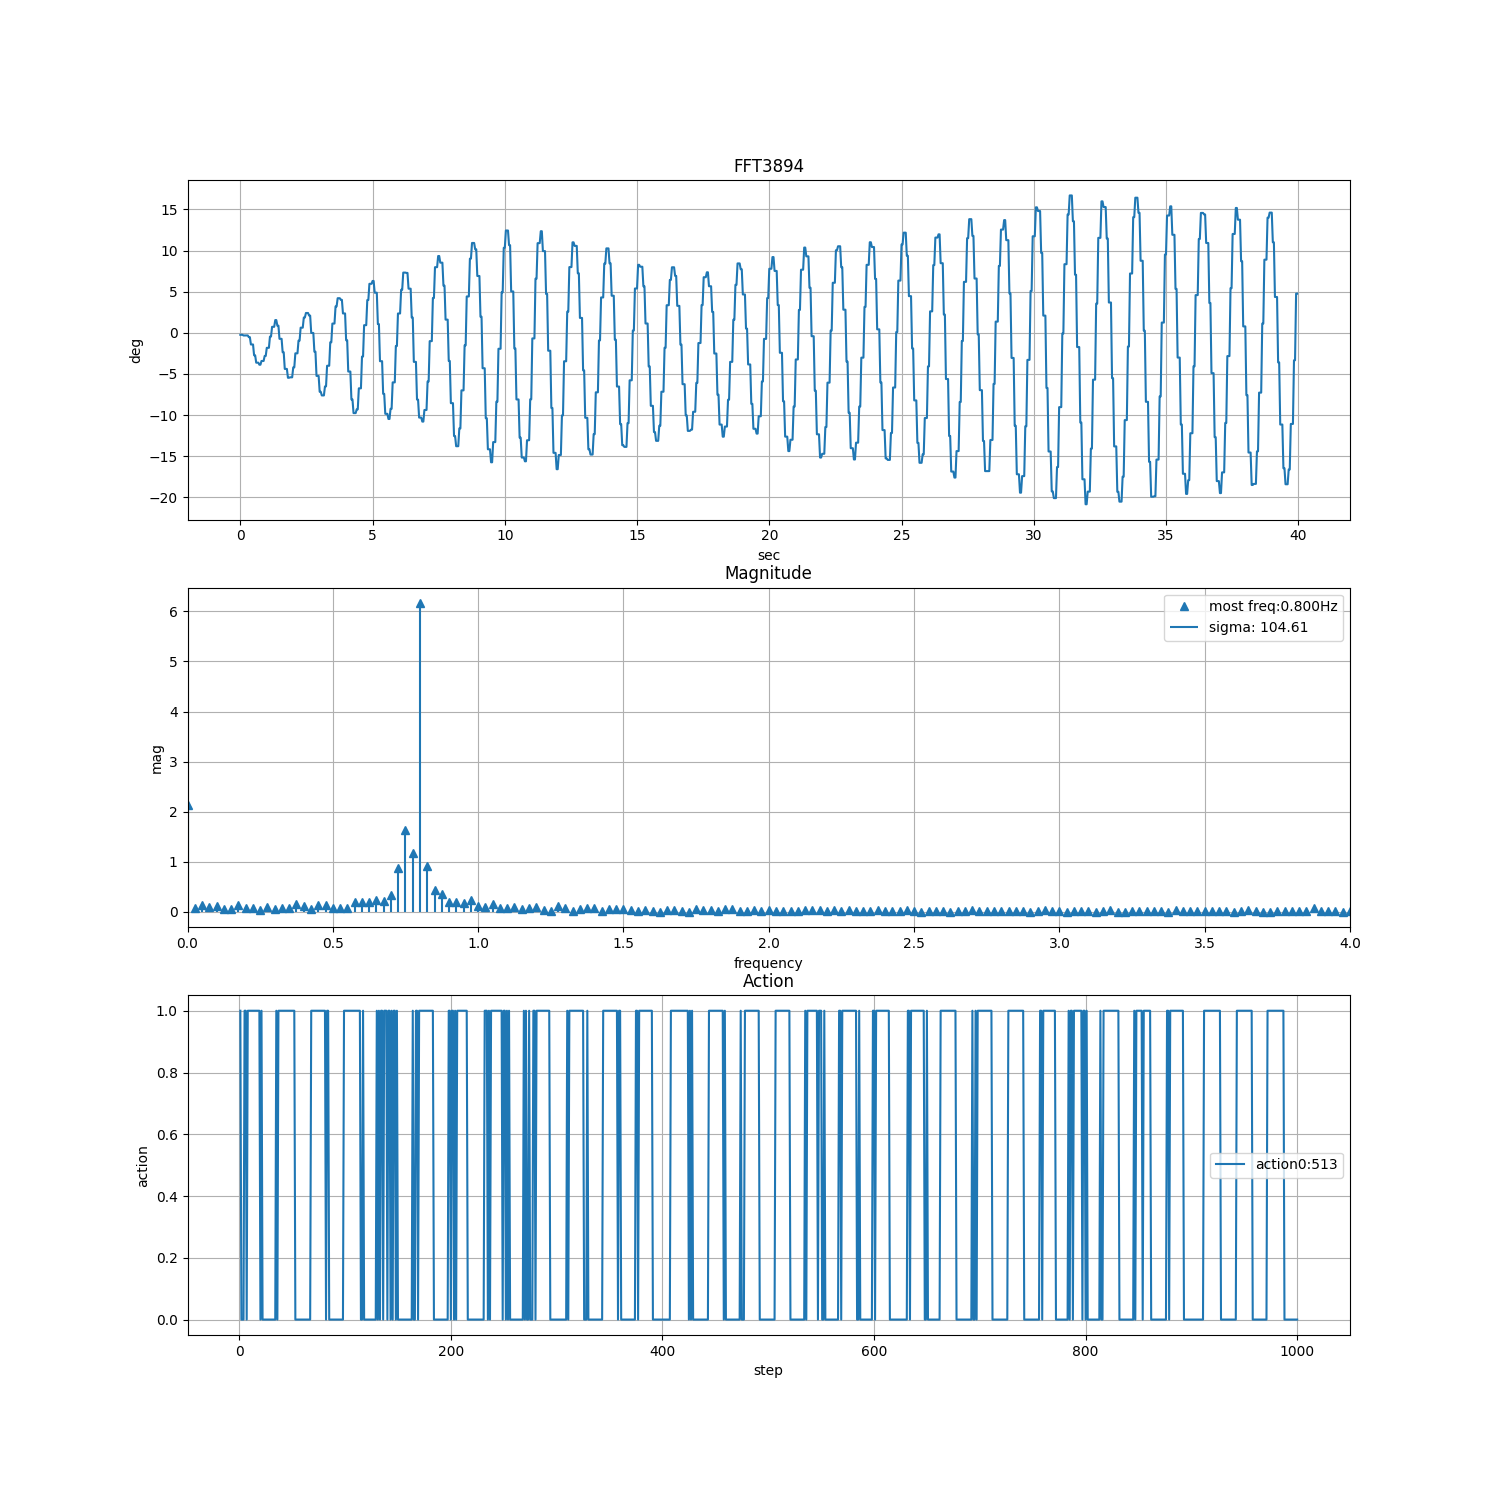 FFT3894
15
10
5
0
−5
−10
−15
−20
deg
0 5 10 15 20 25 30 35 40
sec
Magnitude
6
5
4
3
2
1
0
mag
most freq:0.800Hz
sigma: 104.61
0.0 0.5 1.0 1.5 2.0 2.5 3.0 3.5 4.0
frequency
Action
1.0
0.8
0.6
0.4
0.2
0.0
action
action0:513
0 200 400 600 800 1000
step